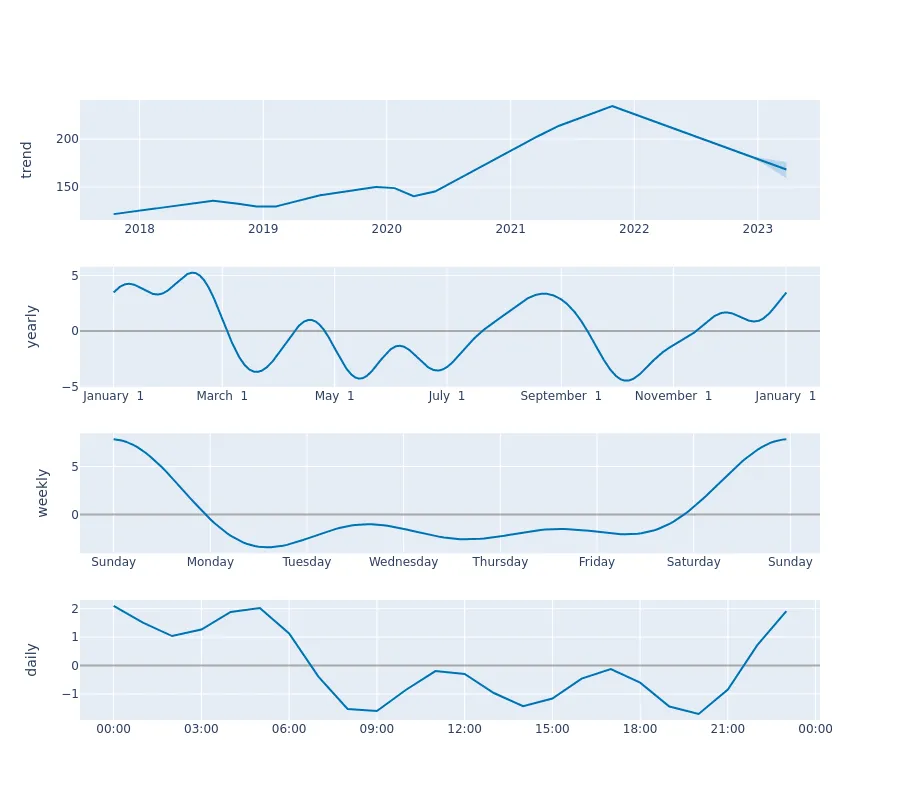 trend
200
150
2018 2019 2020 2021 2022 2023
yearly
5
0
−5
January 1 March 1 May 1 July 1 September 1 November 1 January 1
weekly
5
0
Sunday Monday Tuesday Wednesday Thursday Friday Saturday Sunday
daily
2
1
0
−1
00:00 03:00 06:00 09:00 12:00 15:00 18:00 21:00 00:00